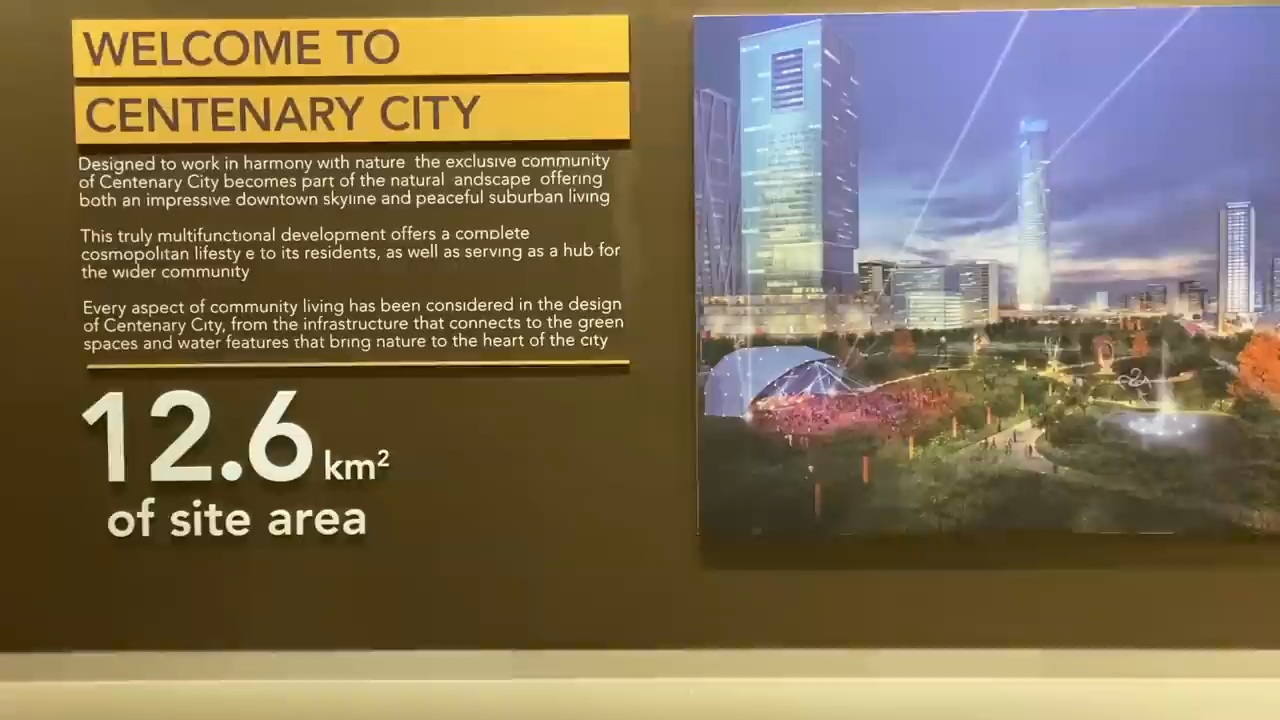 WELCOME TO
CENTENARY CITY
Designed to work in harmony with nature the exclusive community
of Centenary City becomes part of the natural andscape offering
both an impressive downtown skyline and peaceful suburban living
This truly multifunctional development offers a complete
cosmopolitan lifesty e to its residents, as well as serving as a hub for
the wider community
Every aspect of community living has been considered in the design
of Centenary City, from the infrastructure that connects to the green
spaces and water features that bring nature to the heart of the city
12.6 km²
of site area